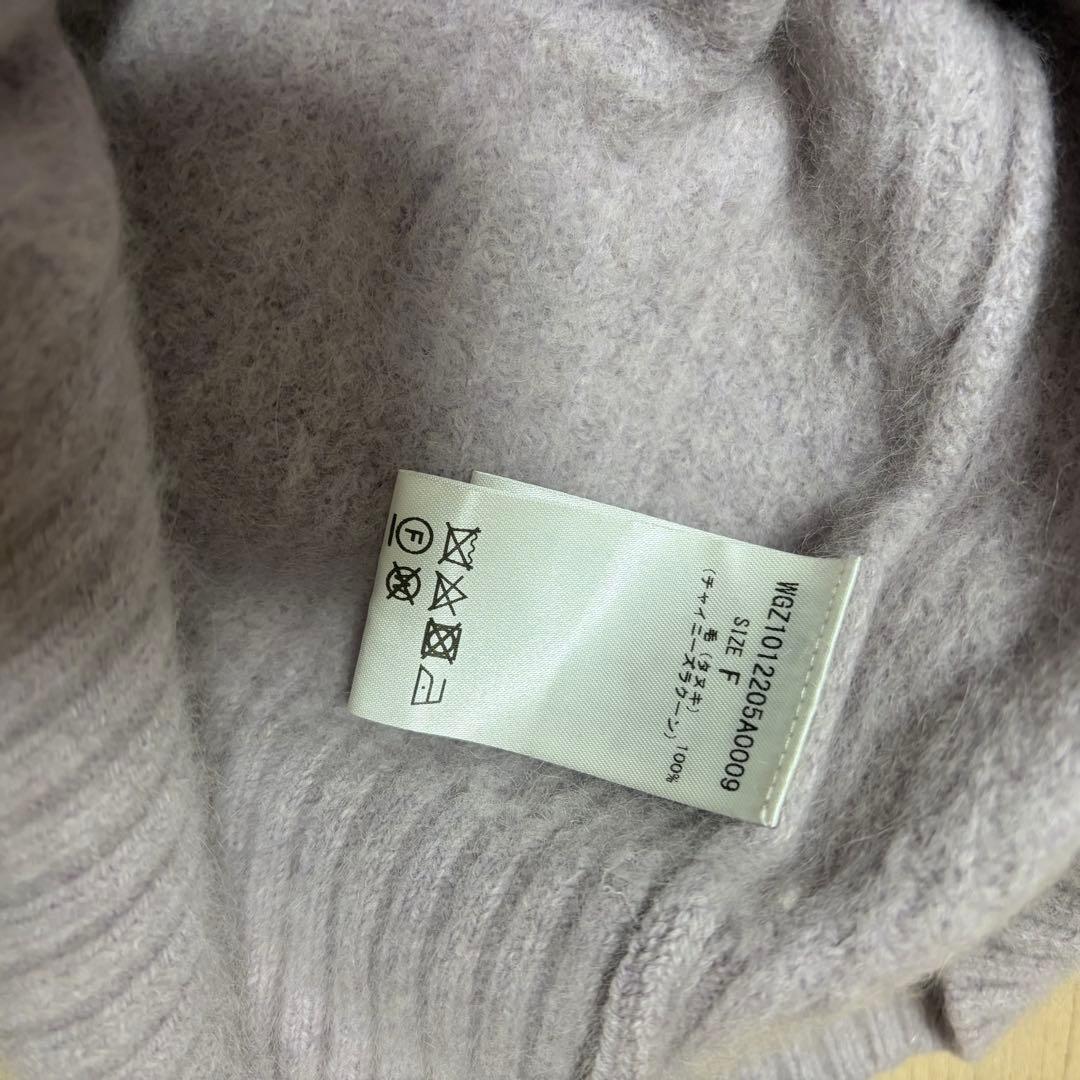 WGZ1012205A0009
SIZE F
毛(タヌキ)
(チャイニーズラクーン) 100%
F
W